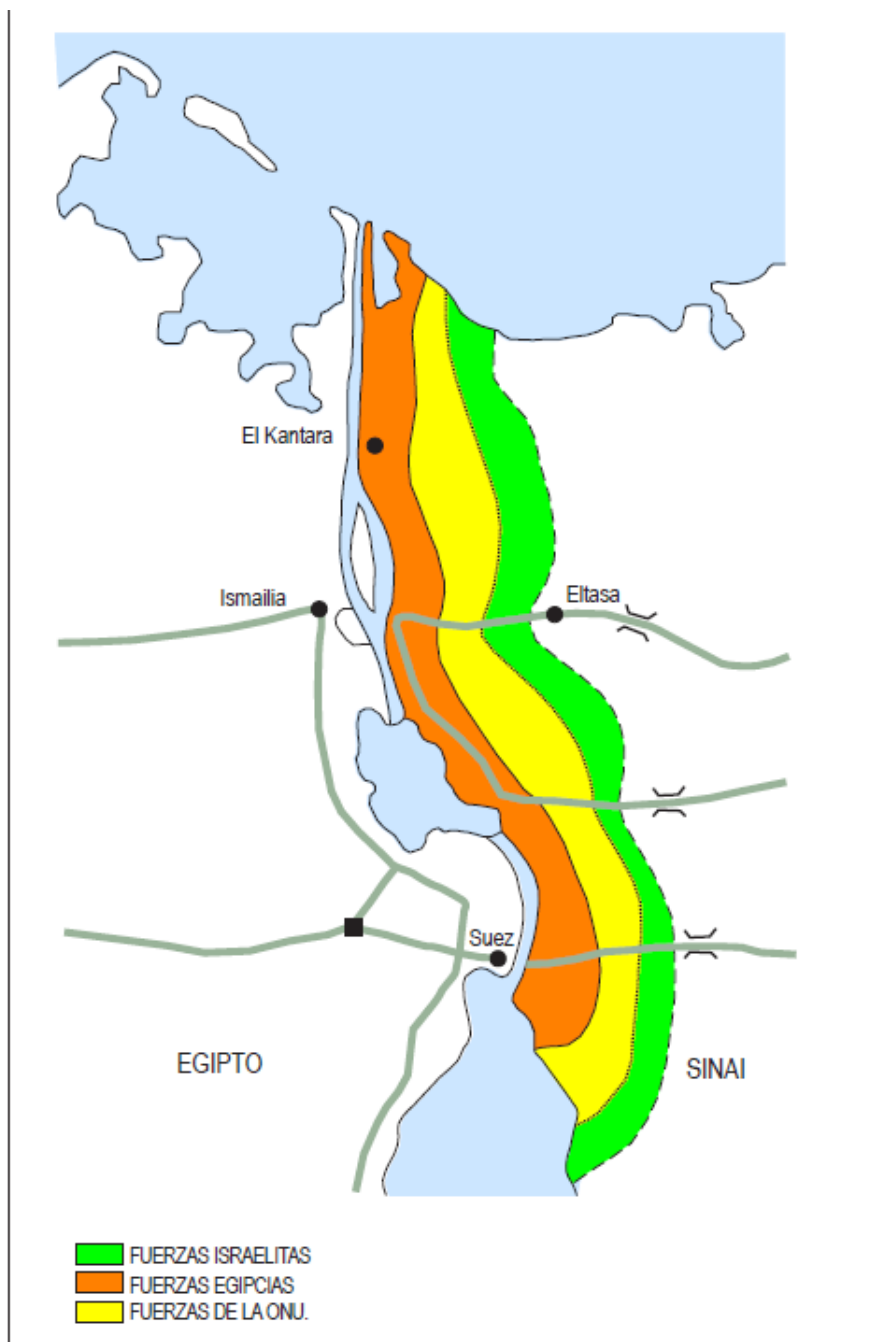 El Kantara
Ismailia
Eltasa
Suez
EGIPTO
SINAI
FUERZAS ISRAELITAS
FUERZAS EGIPCIAS
FUERZAS DE LA ONU.